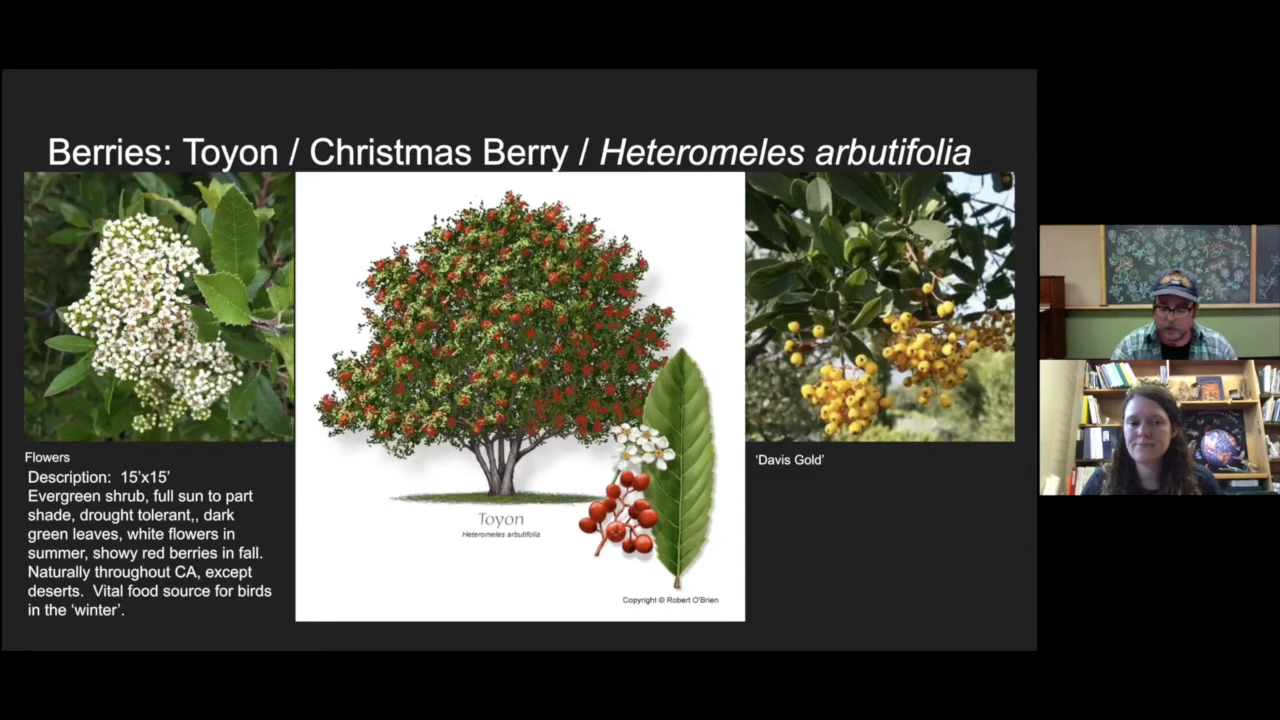 Berries: Toyon / Christmas Berry / Heteromeles arbutifolia
Flowers
Description:  15’x15’
Evergreen shrub, full sun to part
shade, drought tolerant,, dark
green leaves, white flowers in
summer, showy red berries in fall.
Naturally throughout CA, except
deserts.  Vital food source for birds
in the ‘winter’.
Toyon
Heteromeles arbutifolia
Copyright © Robert O'Brien
‘Davis Gold’